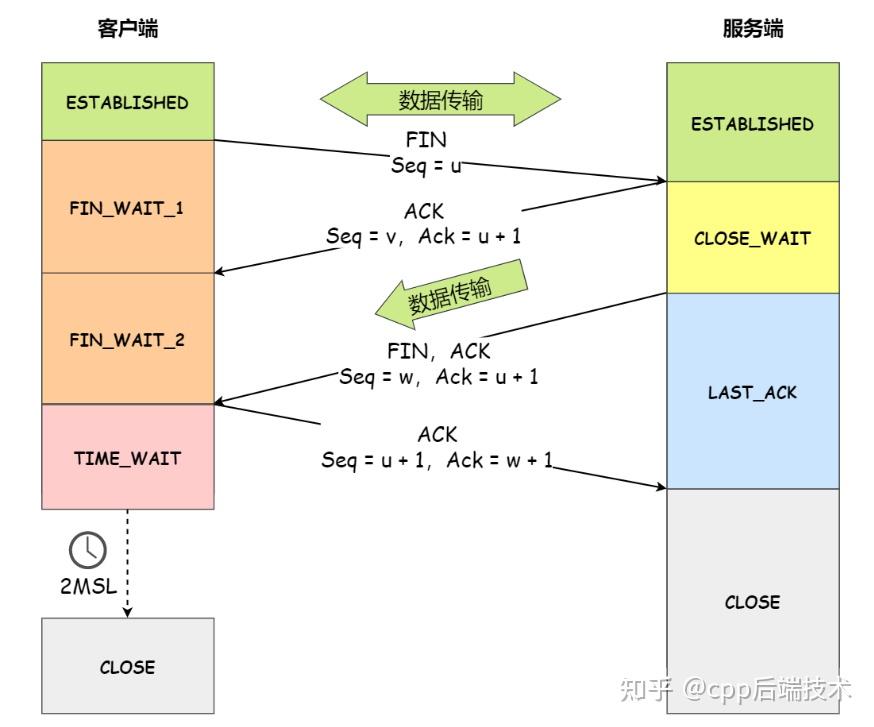 客户端
服务端
ESTABLISHED
数据传输
ESTABLISHED
FIN
Seq = u
FIN_WAIT_1
ACK
Seq = v, Ack = u + 1
CLOSE_WAIT
数据传输
FIN_WAIT_2
FIN, ACK
Seq = w, Ack = u + 1
LAST_ACK
TIME_WAIT
ACK
Seq = u + 1, Ack = w + 1
2MSL
CLOSE
CLOSE
知乎 @cpp后端技术